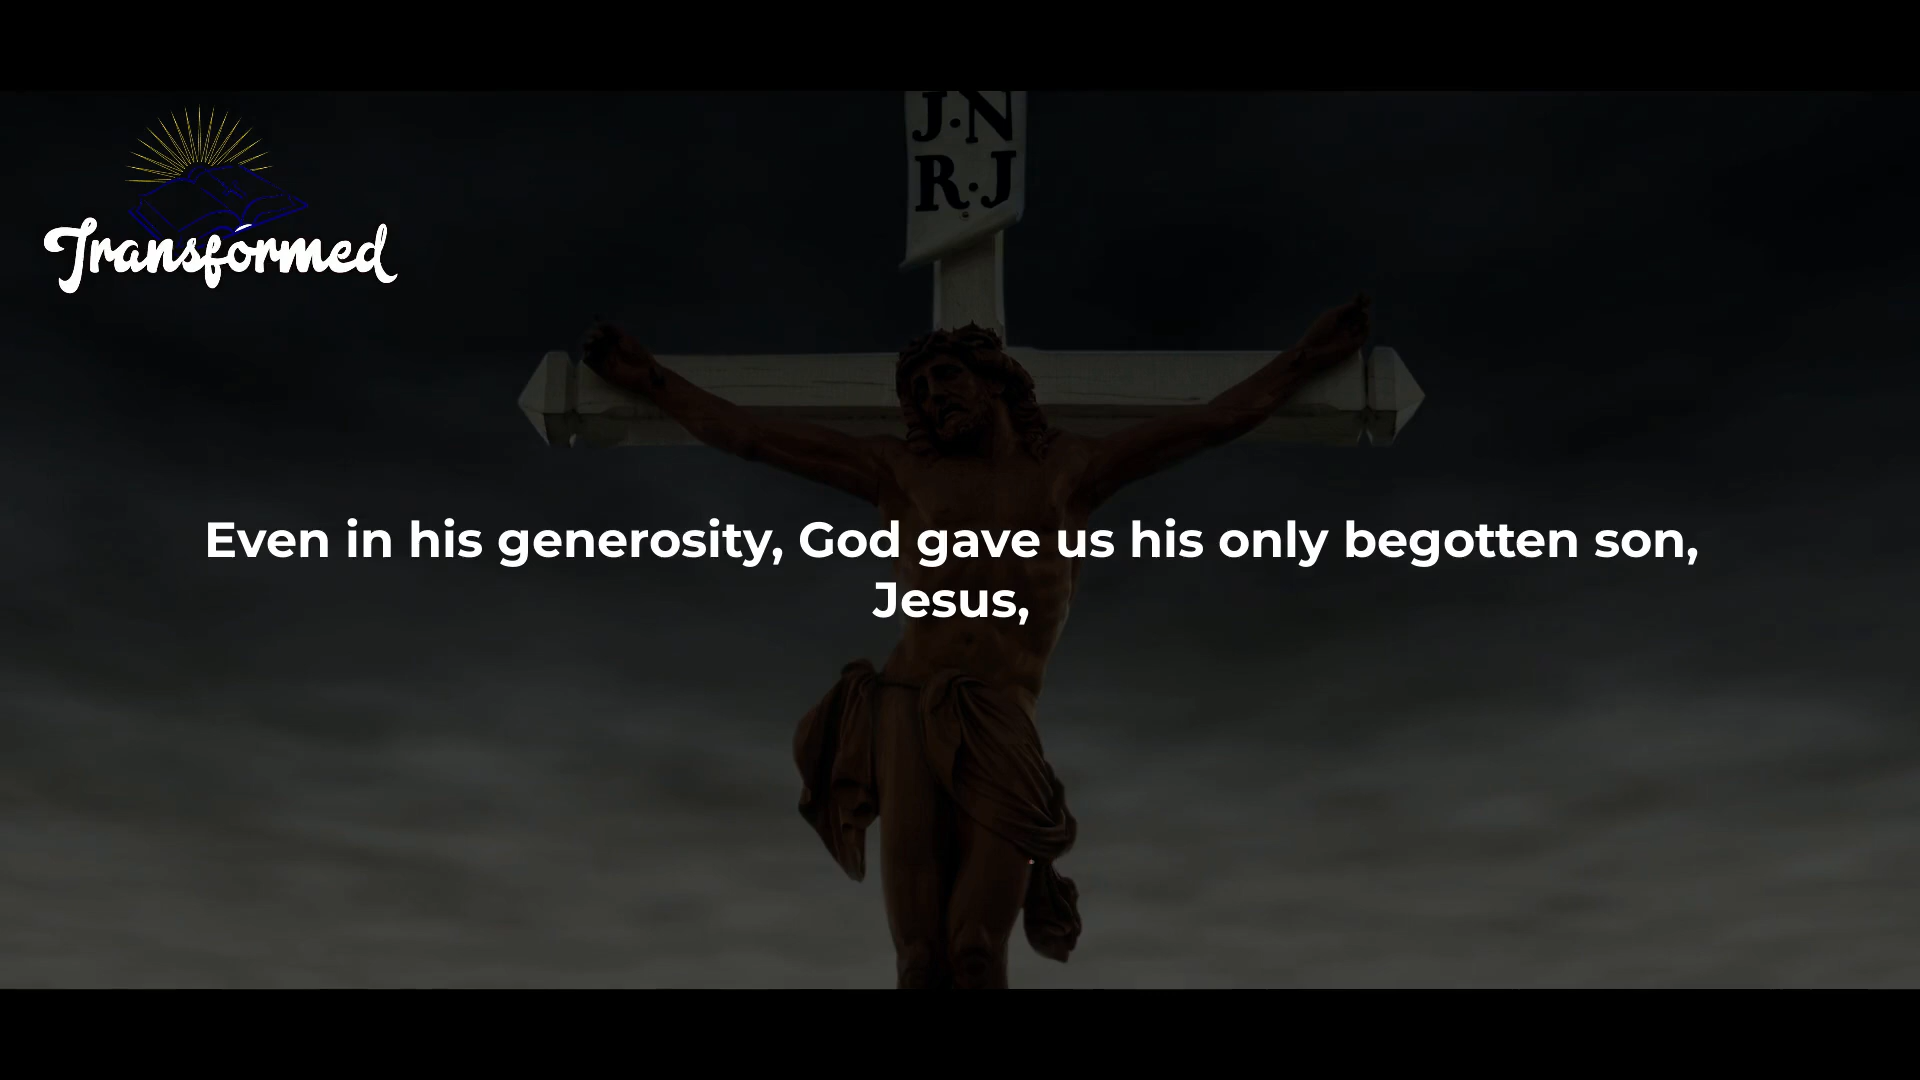 J·N
R·J
Transformed
Even in his generosity, God gave us his only begotten son,
Jesus,